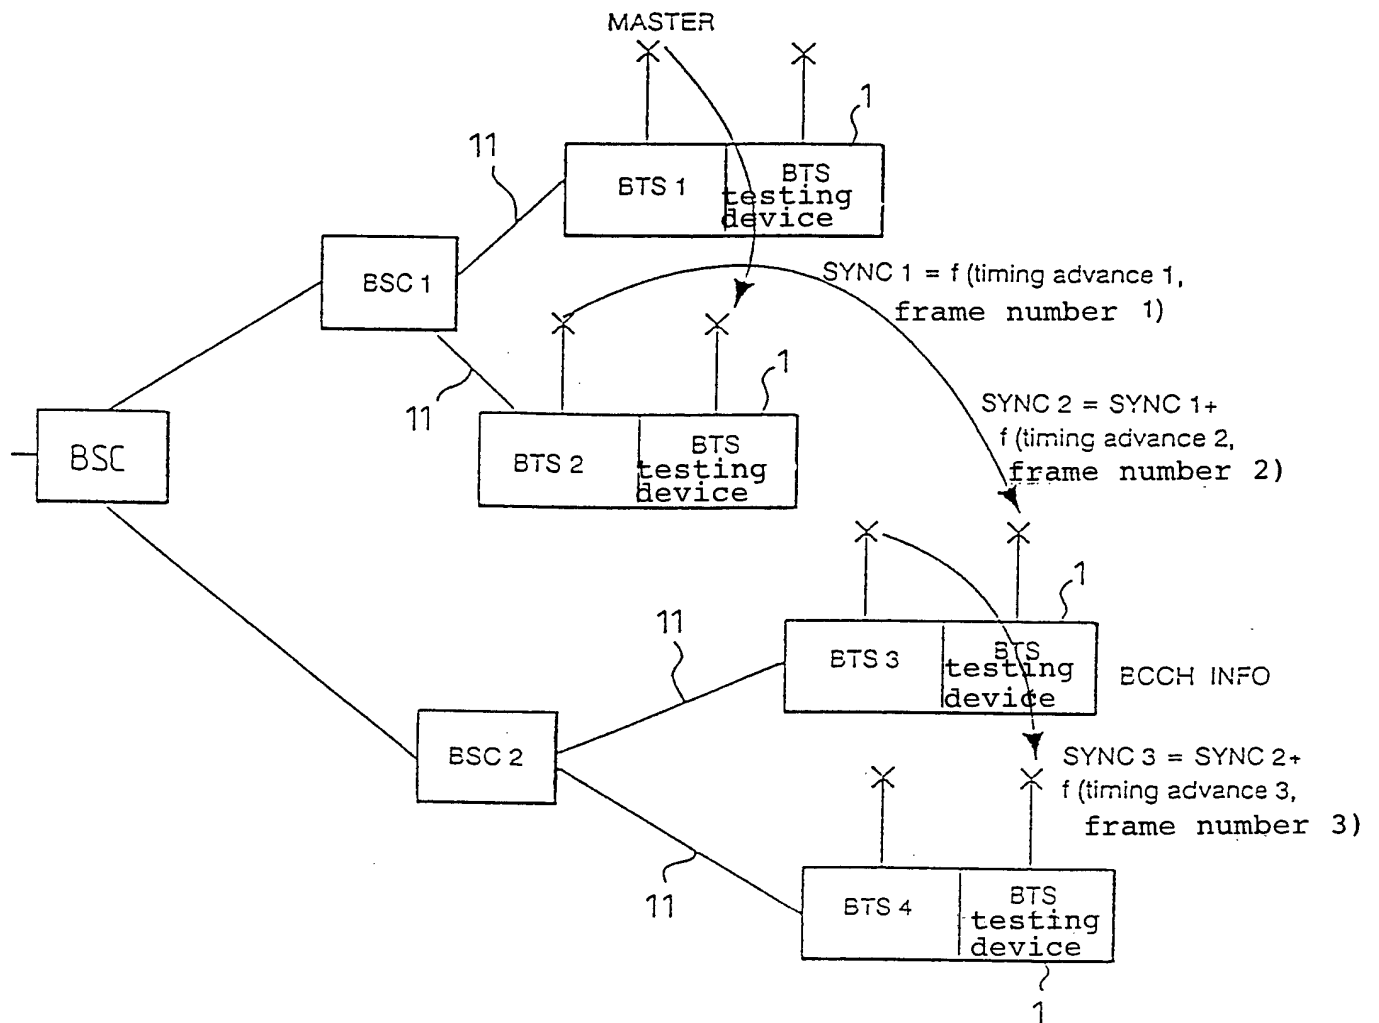 MASTER
1
11
BTS 1
BTS
testing
device
BSC 1
SYNC 1 = f (timing advance 1,
frame number 1)
11
1
SYNC 2 = SYNC 1+
f (timing advance 2,
frame number 2)
BSC
BTS 2
BTS
testing
device
1
11
BTS 3
BTS
testing
device
BCCH INFO
BSC 2
SYNC 3 = SYNC 2+
f (timing advance 3,
frame number 3)
11
BTS 4
BTS
testing
device
1